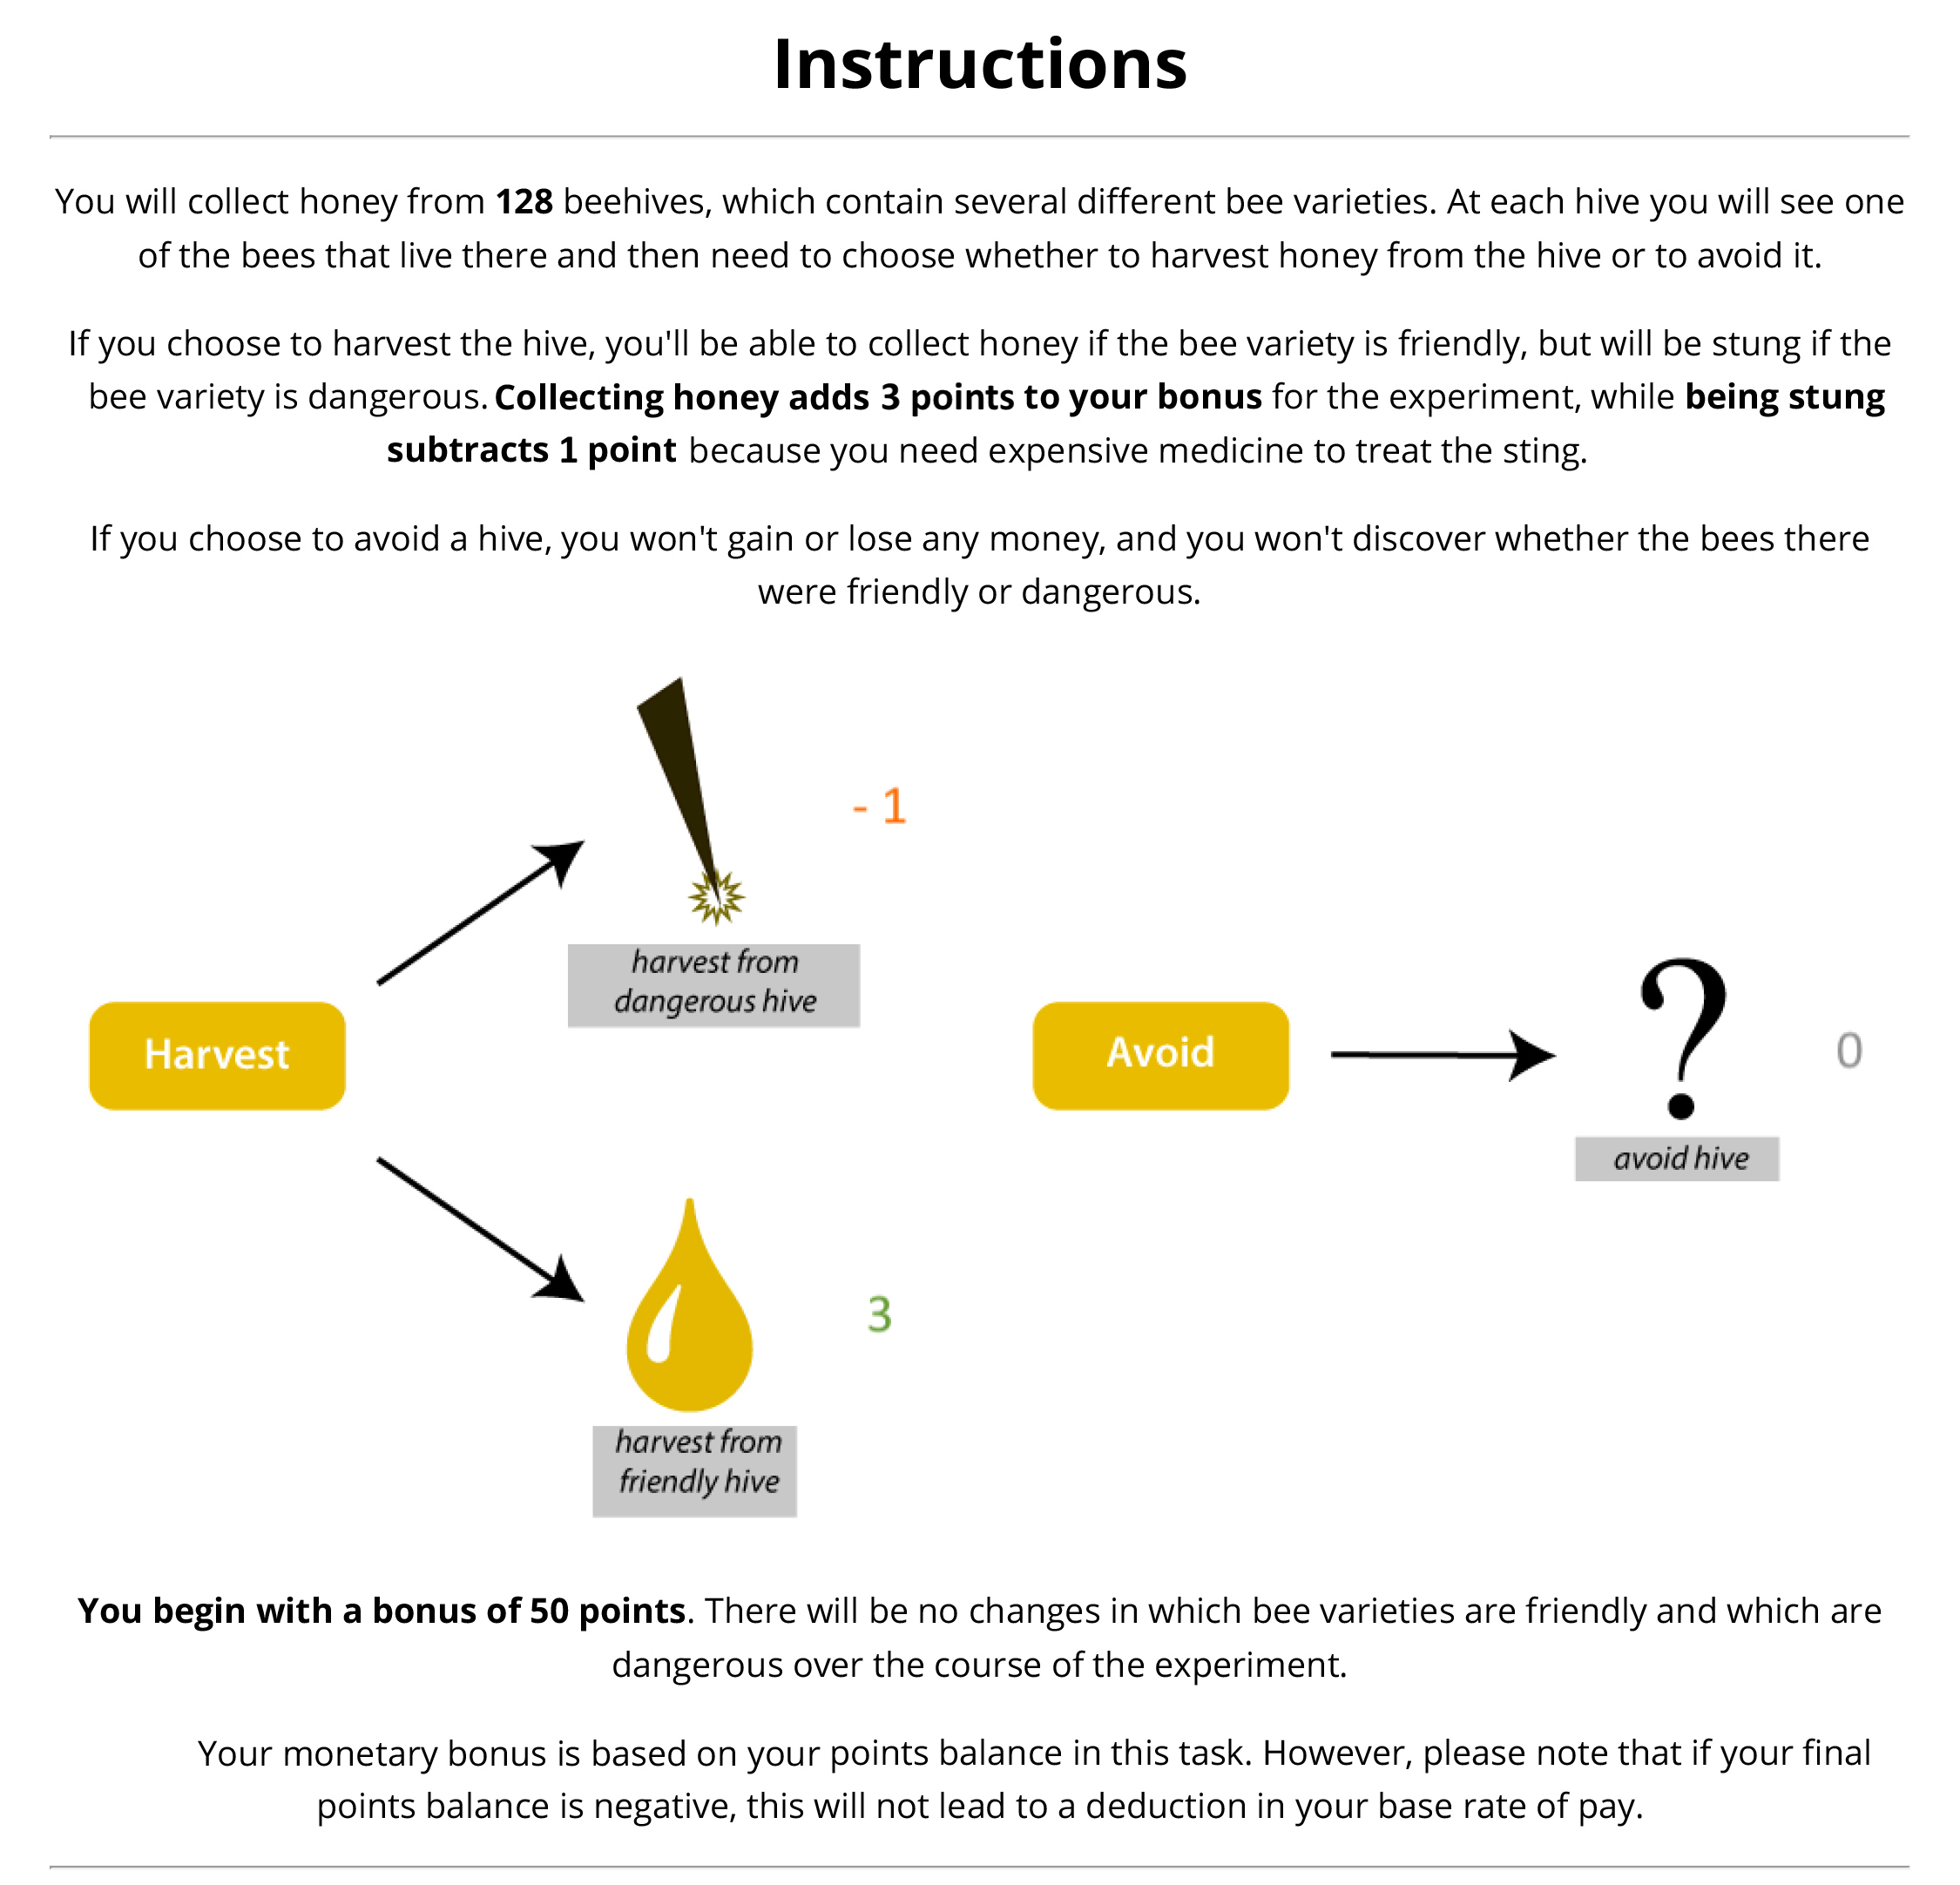 Instructions
You will collect honey from 128 beehives, which contain several different bee varieties. At each hive you will see one
of the bees that live there and then need to choose whether to harvest honey from the hive or to avoid it.
If you choose to harvest the hive, you'll be able to collect honey if the bee variety is friendly, but will be stung if the
bee variety is dangerous. Collecting honey adds 3 points to your bonus for the experiment, while being stung
subtracts 1 point because you need expensive medicine to treat the sting.
If you choose to avoid a hive, you won't gain or lose any money, and you won't discover whether the bees there
were friendly or dangerous.
- 1
harvest from
dangerous hive
Harvest
Avoid
?
0
avoid hive
3
harvest from
friendly hive
You begin with a bonus of 50 points. There will be no changes in which bee varieties are friendly and which are
dangerous over the course of the experiment.
Your monetary bonus is based on your points balance in this task. However, please note that if your final
points balance is negative, this will not lead to a deduction in your base rate of pay.